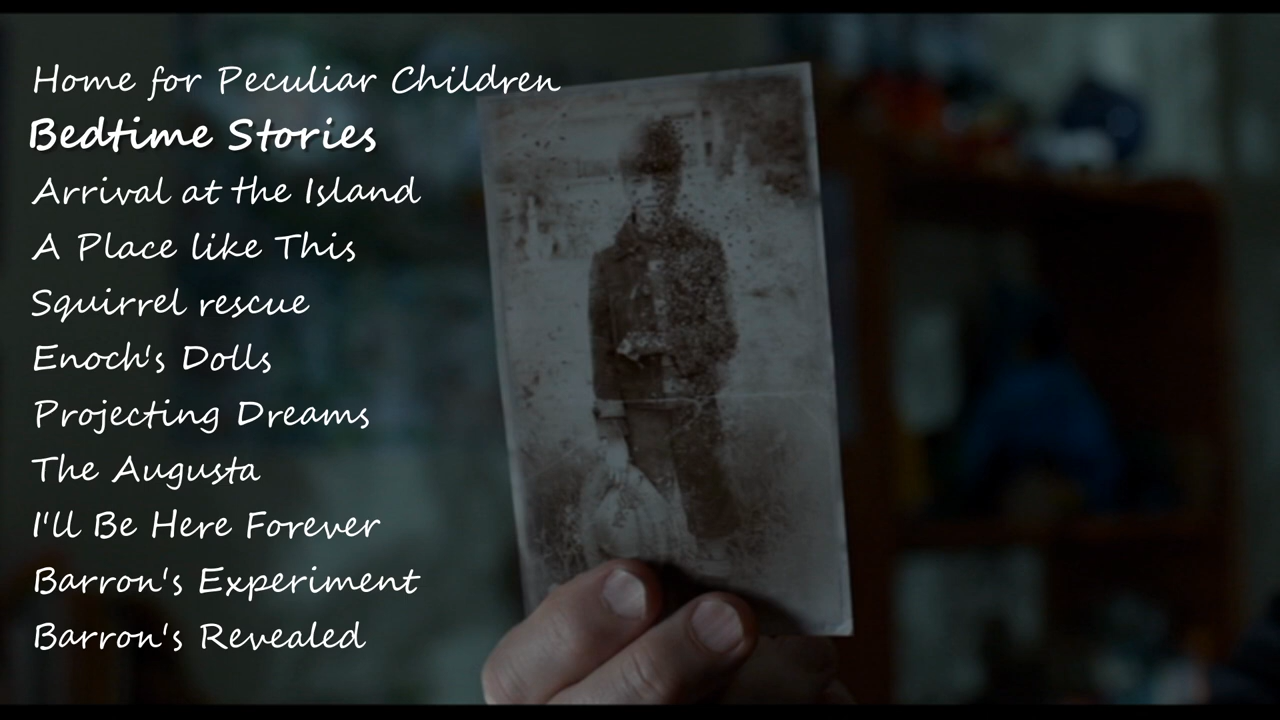 Home for Peculiar Children
Bedtime Stories
Arrival at the Island
A Place like This
Squirrel rescue
Enoch's Dolls
Projecting Dreams
The Augusta
I'll Be Here Forever
Barron's Experiment
Barron's Revealed